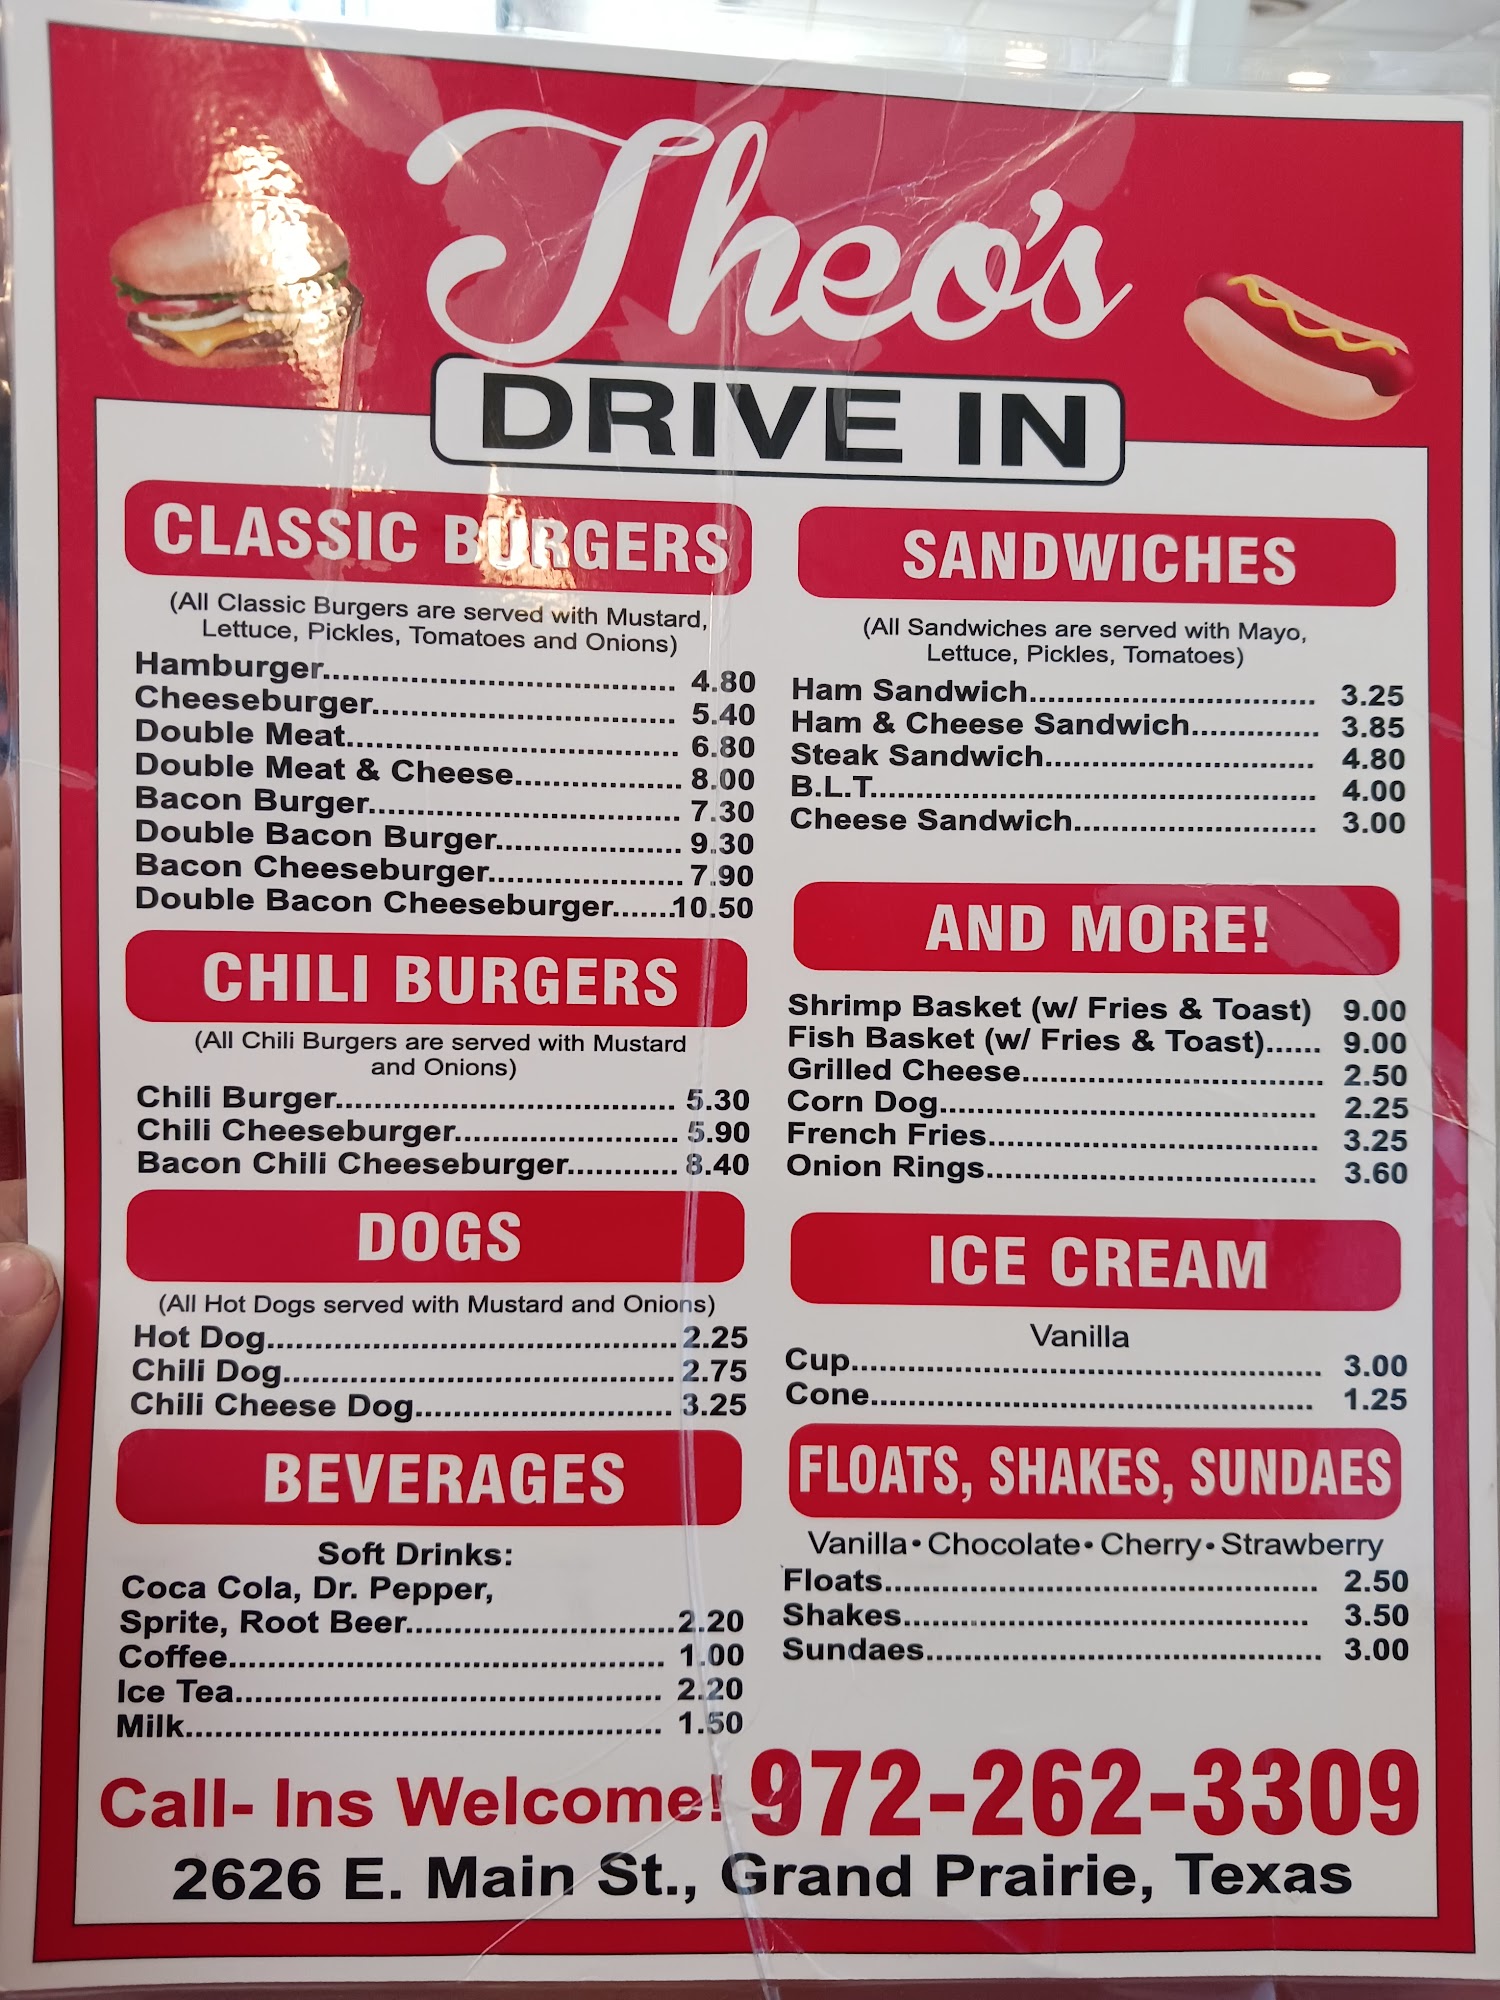 Theo's
DRIVE IN
CLASSIC BURGERS
(All Classic Burgers are served with Mustard,
Lettuce, Pickles, Tomatoes and Onions)
Hamburger................................... 4.80
Cheeseburger............................... 5.40
Double Meat.................................. 6.80
Double Meat & Cheese................. 8.00
Bacon Burger................................ 7.30
Double Bacon Burger................... 9.30
Bacon Cheeseburger.................... 7.90
Double Bacon Cheeseburger.......10.50
CHILI BURGERS
(All Chili Burgers are served with Mustard
and Onions)
Chili Burger................................... 5.30
Chili Cheeseburger....................... 5.90
Bacon Chili Cheeseburger............ 8.40
DOGS
(All Hot Dogs served with Mustard and Onions)
Hot Dog..........................................2.25
Chili Dog........................................2.75
Chili Cheese Dog.......................... 3.25
BEVERAGES
Soft Drinks:
Coca Cola, Dr. Pepper,
Sprite, Root Beer...........................2.20
Coffee............................................ 1.00
Ice Tea........................................... 2.20
Milk................................................ 1.50
SANDWICHES
(All Sandwiches are served with Mayo,
Lettuce, Pickles, Tomatoes)
Ham Sandwich............................. 3.25
Ham & Cheese Sandwich............. 3.85
Steak Sandwich........................... 4.80
B.L.T............................................. 4.00
Cheese Sandwich......................... 3.00
AND MORE!
Shrimp Basket (w/ Fries & Toast) 9.00
Fish Basket (w/ Fries & Toast)...... 9.00
Grilled Cheese............................... 2.50
Corn Dog...................................... 2.25
French Fries.................................. 3.25
Onion Rings.................................. 3.60
ICE CREAM
Vanilla
Cup................................................ 3.00
Cone............................................. 1.25
FLOATS, SHAKES, SUNDAES
Vanilla • Chocolate • Cherry • Strawberry
Floats............................................ 2.50
Shakes......................................... 3.50
Sundaes........................................ 3.00
Call- Ins Welcome! 972-262-3309
2626 E. Main St., Grand Prairie, Texas